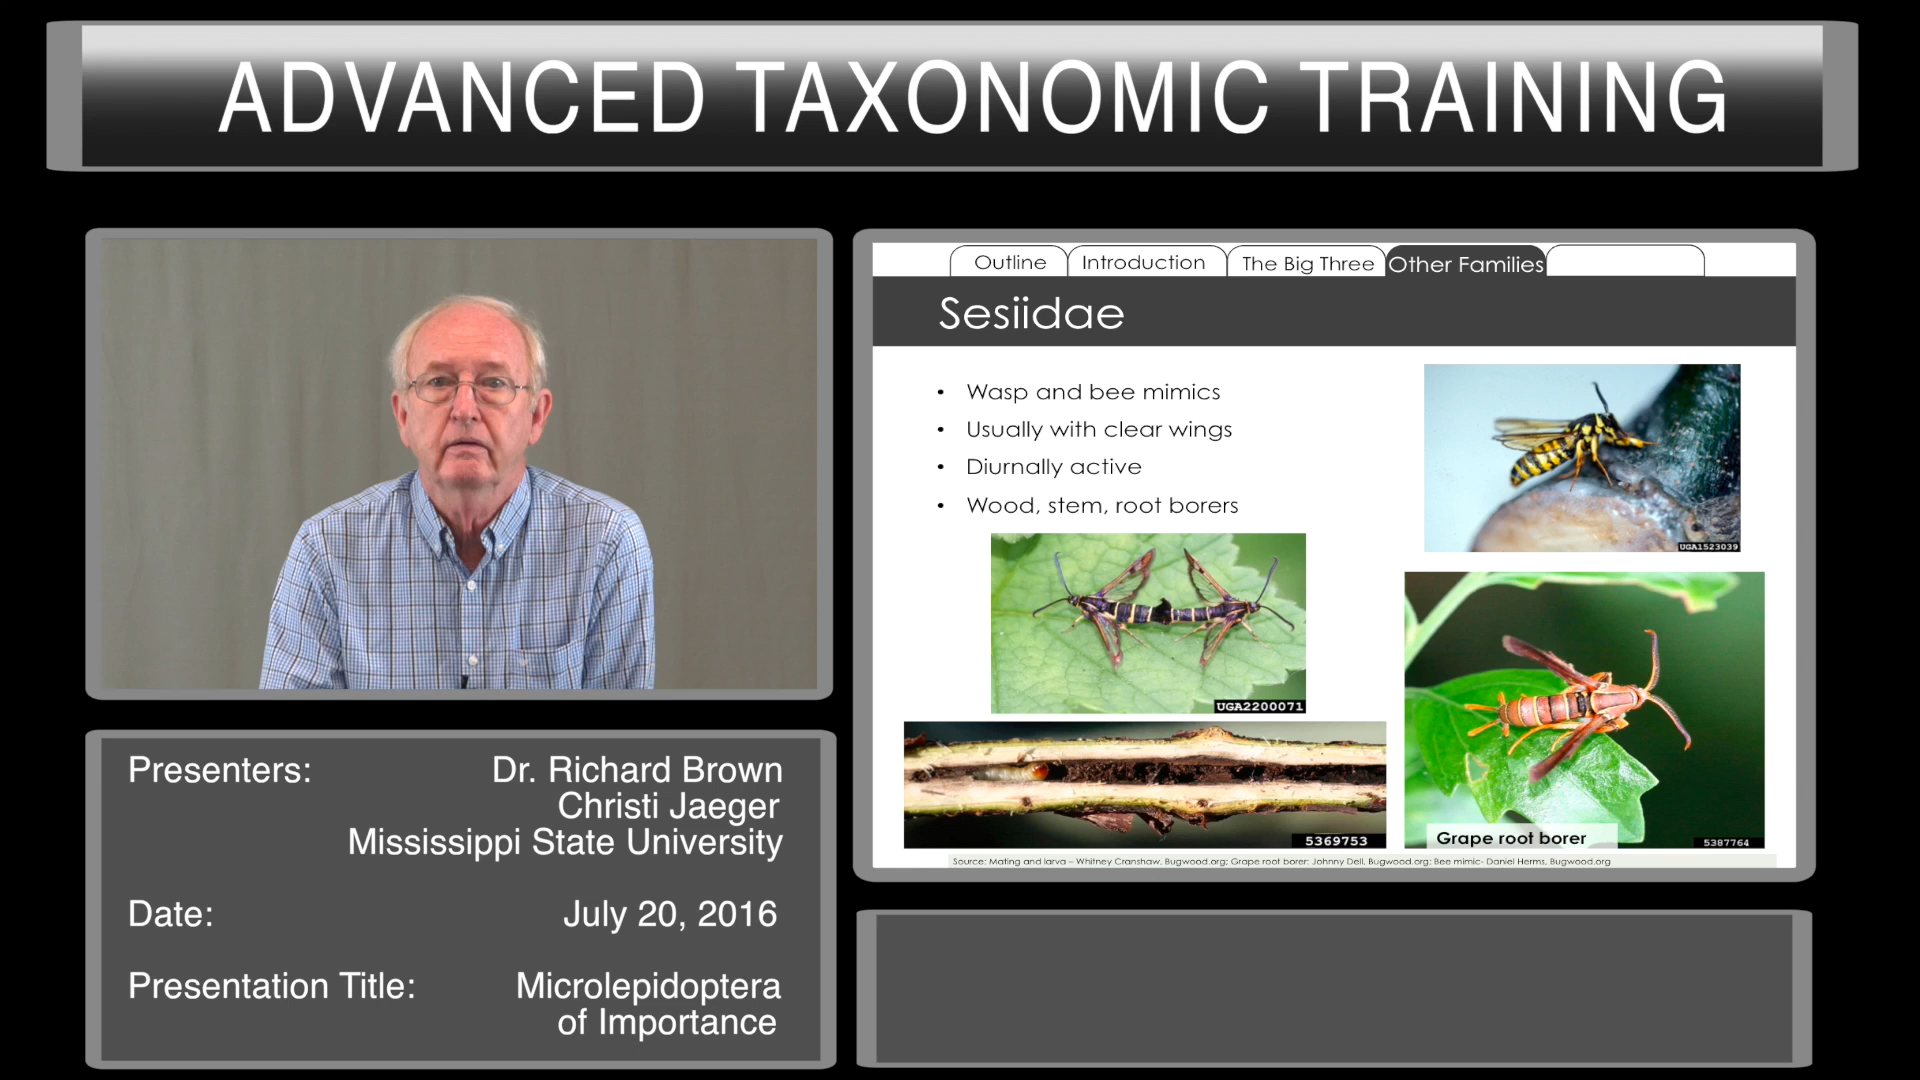 ADVANCED TAXONOMIC TRAINING
Outline
Introduction
The Big Three
Other Families
Sesiidae
• Wasp and bee mimics
• Usually with clear wings
• Diurnally active
• Wood, stem, root borers
UGA1523039
UGA2200071
5369753
Grape root borer
5387764
Source: Mating and larva – Whitney Cranshaw, Bugwood.org; Grape root borer: Johnny Dell, Bugwood.org; Bee mimic- Daniel Herms, Bugwood.org
Presenters: Dr. Richard Brown
Christi Jaeger
Mississippi State University
Date: July 20, 2016
Presentation Title: Microlepidoptera
of Importance